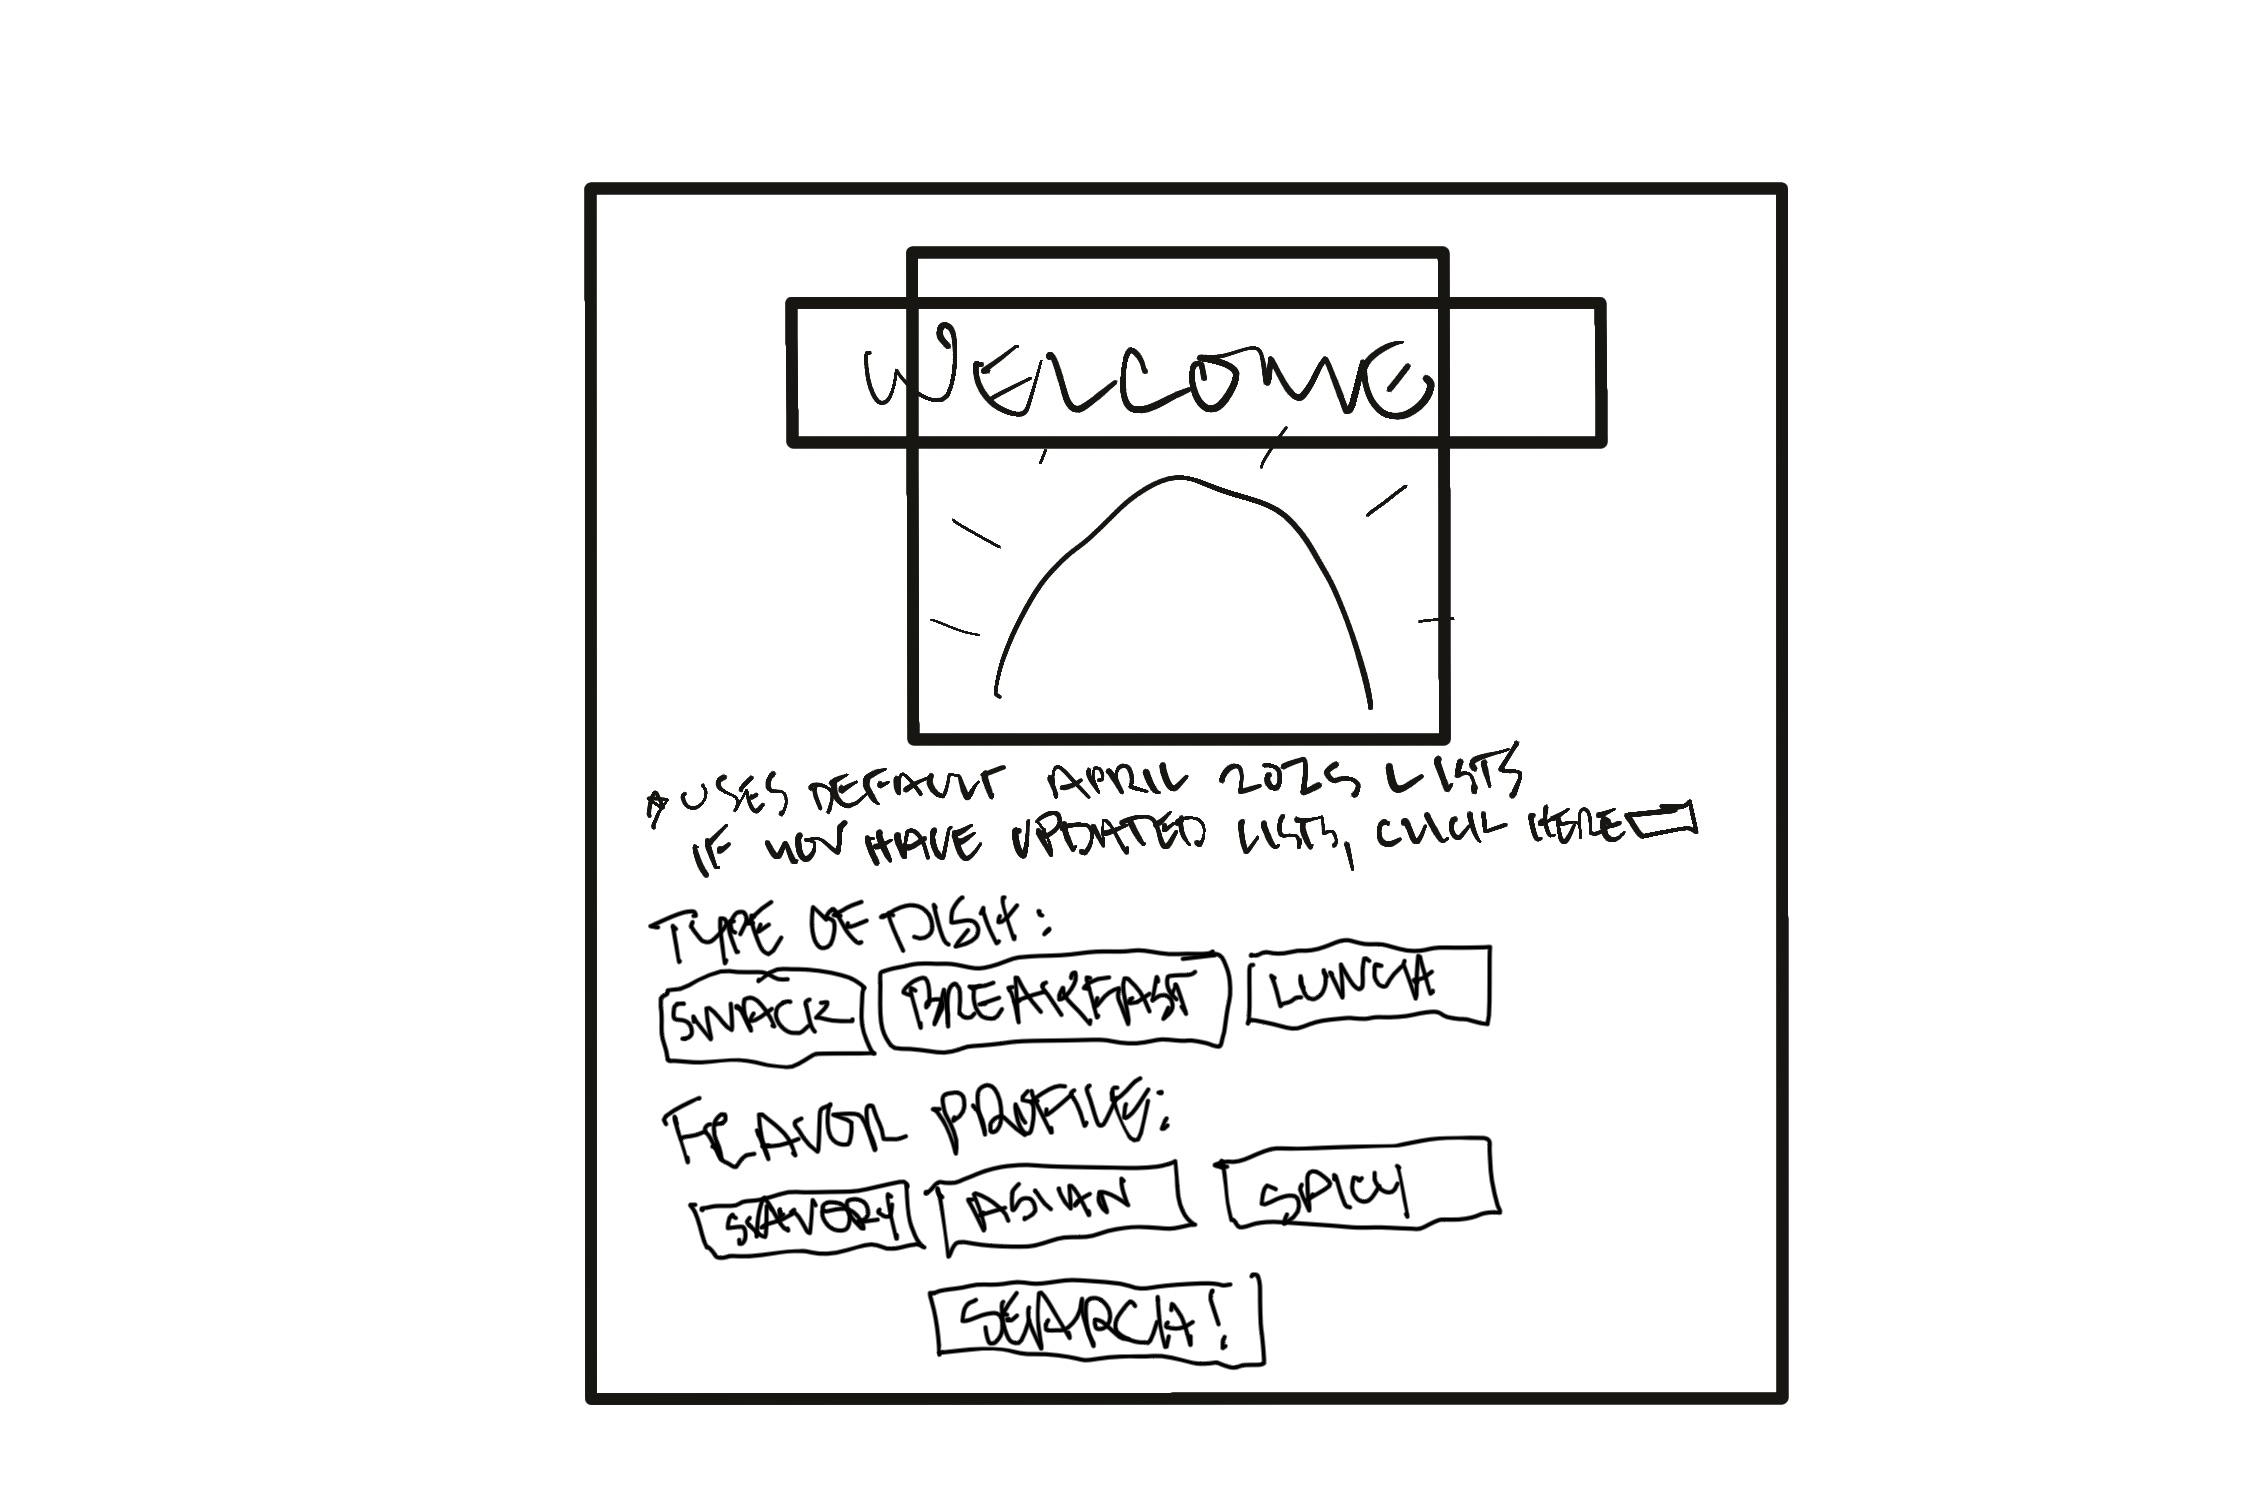 WELCOME
*USES DEFAULT APRIL 2025 LISTS
IF YOU HAVE UPDATED LISTS, CLICK HERE
TYPE OF DISH:
SNACK BREAKFAST LUNCH
FLAVOR PROFILE:
SAVORY ASIAN SPICY
SEARCH!